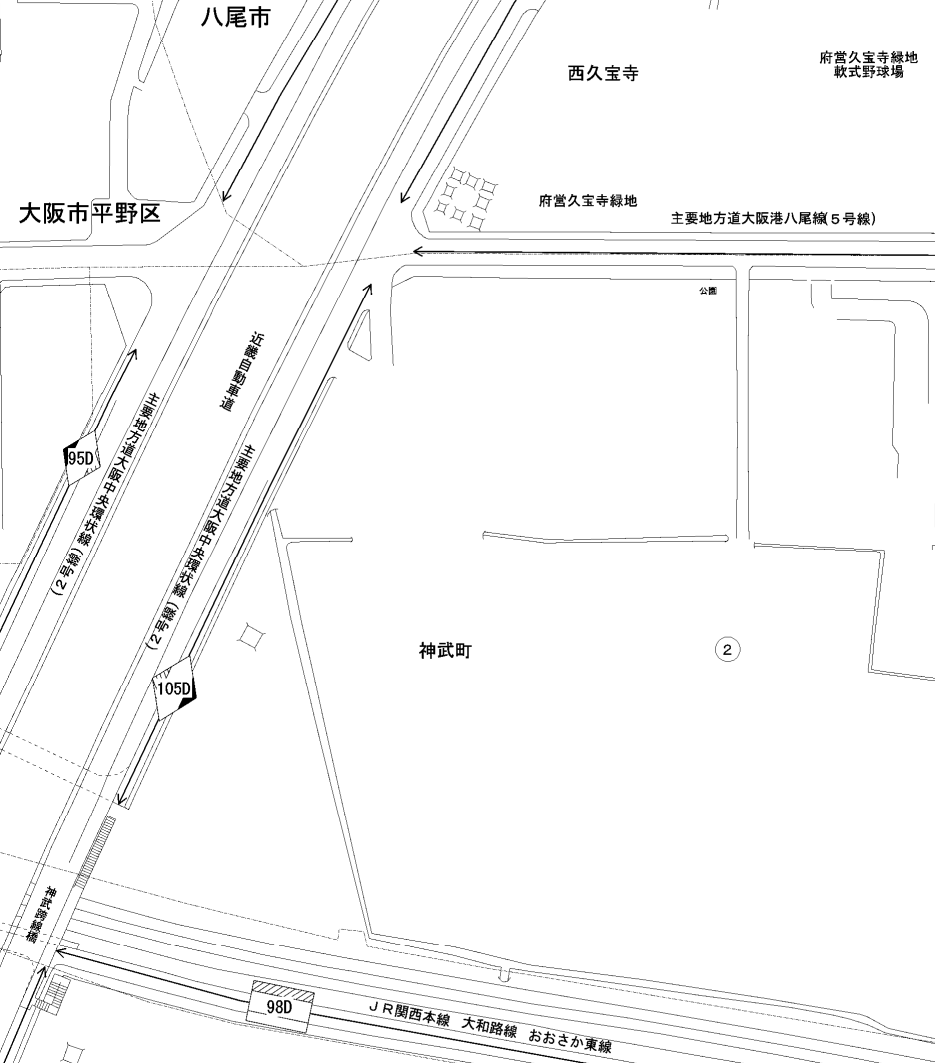 八尾市
西久宝寺
府営久宝寺緑地
軟式野球場
大阪市平野区
府営久宝寺緑地
主要地方道大阪港八尾線(5号線)
公園
近畿自動車道
主要地方道大阪中央環状線
(2号線)
主要地方道大阪中央環状線
(2号線)
95D
神武町
2
105D
神武跨線橋
98D
JR関西本線 大和路線 おおさか東線